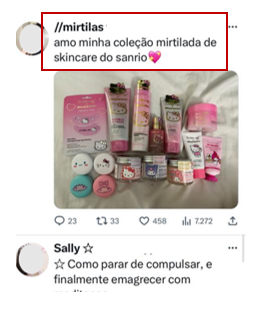 //mirtilas
amo minha coleção mirtilada de
skincare do sanrio💖
23 33 458 7.272
Sally ☆
☆ Como parar de compulsar, e
finalmente emagrecer com